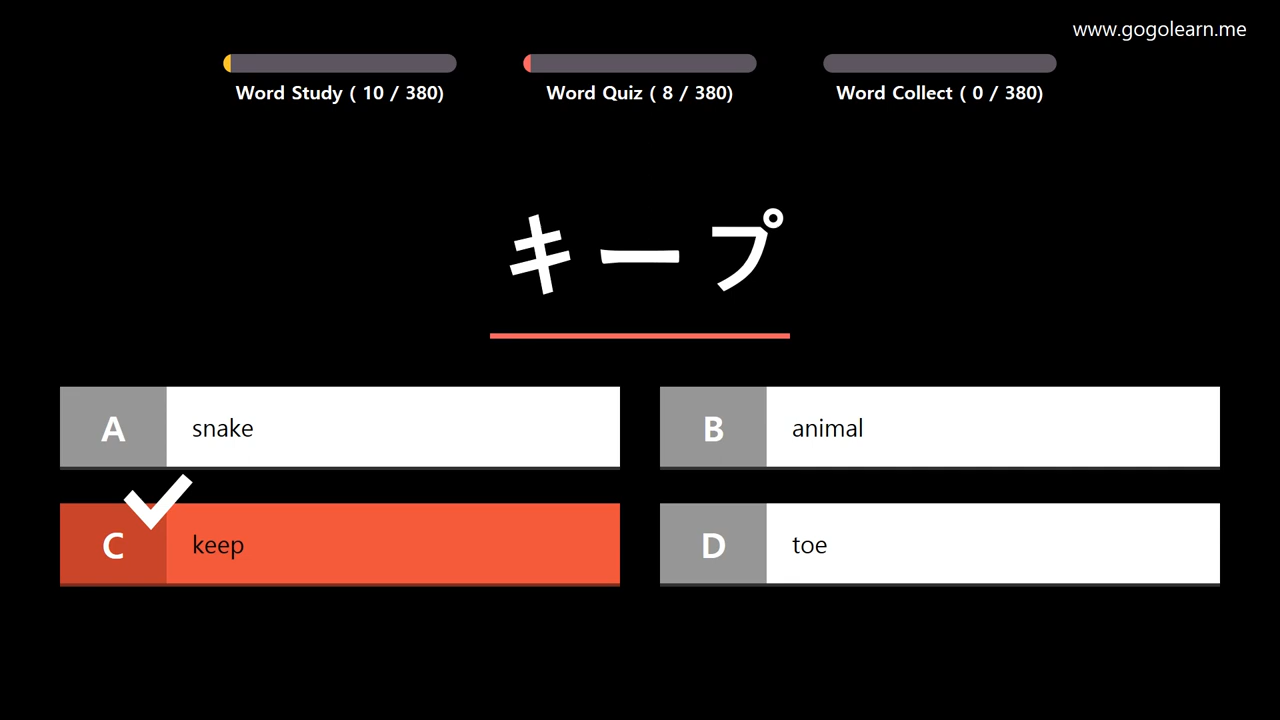 www.gogolearn.me
Word Study ( 10 / 380)
Word Quiz ( 8 / 380)
Word Collect ( 0 / 380)
キープ
A snake
B animal
C keep
D toe